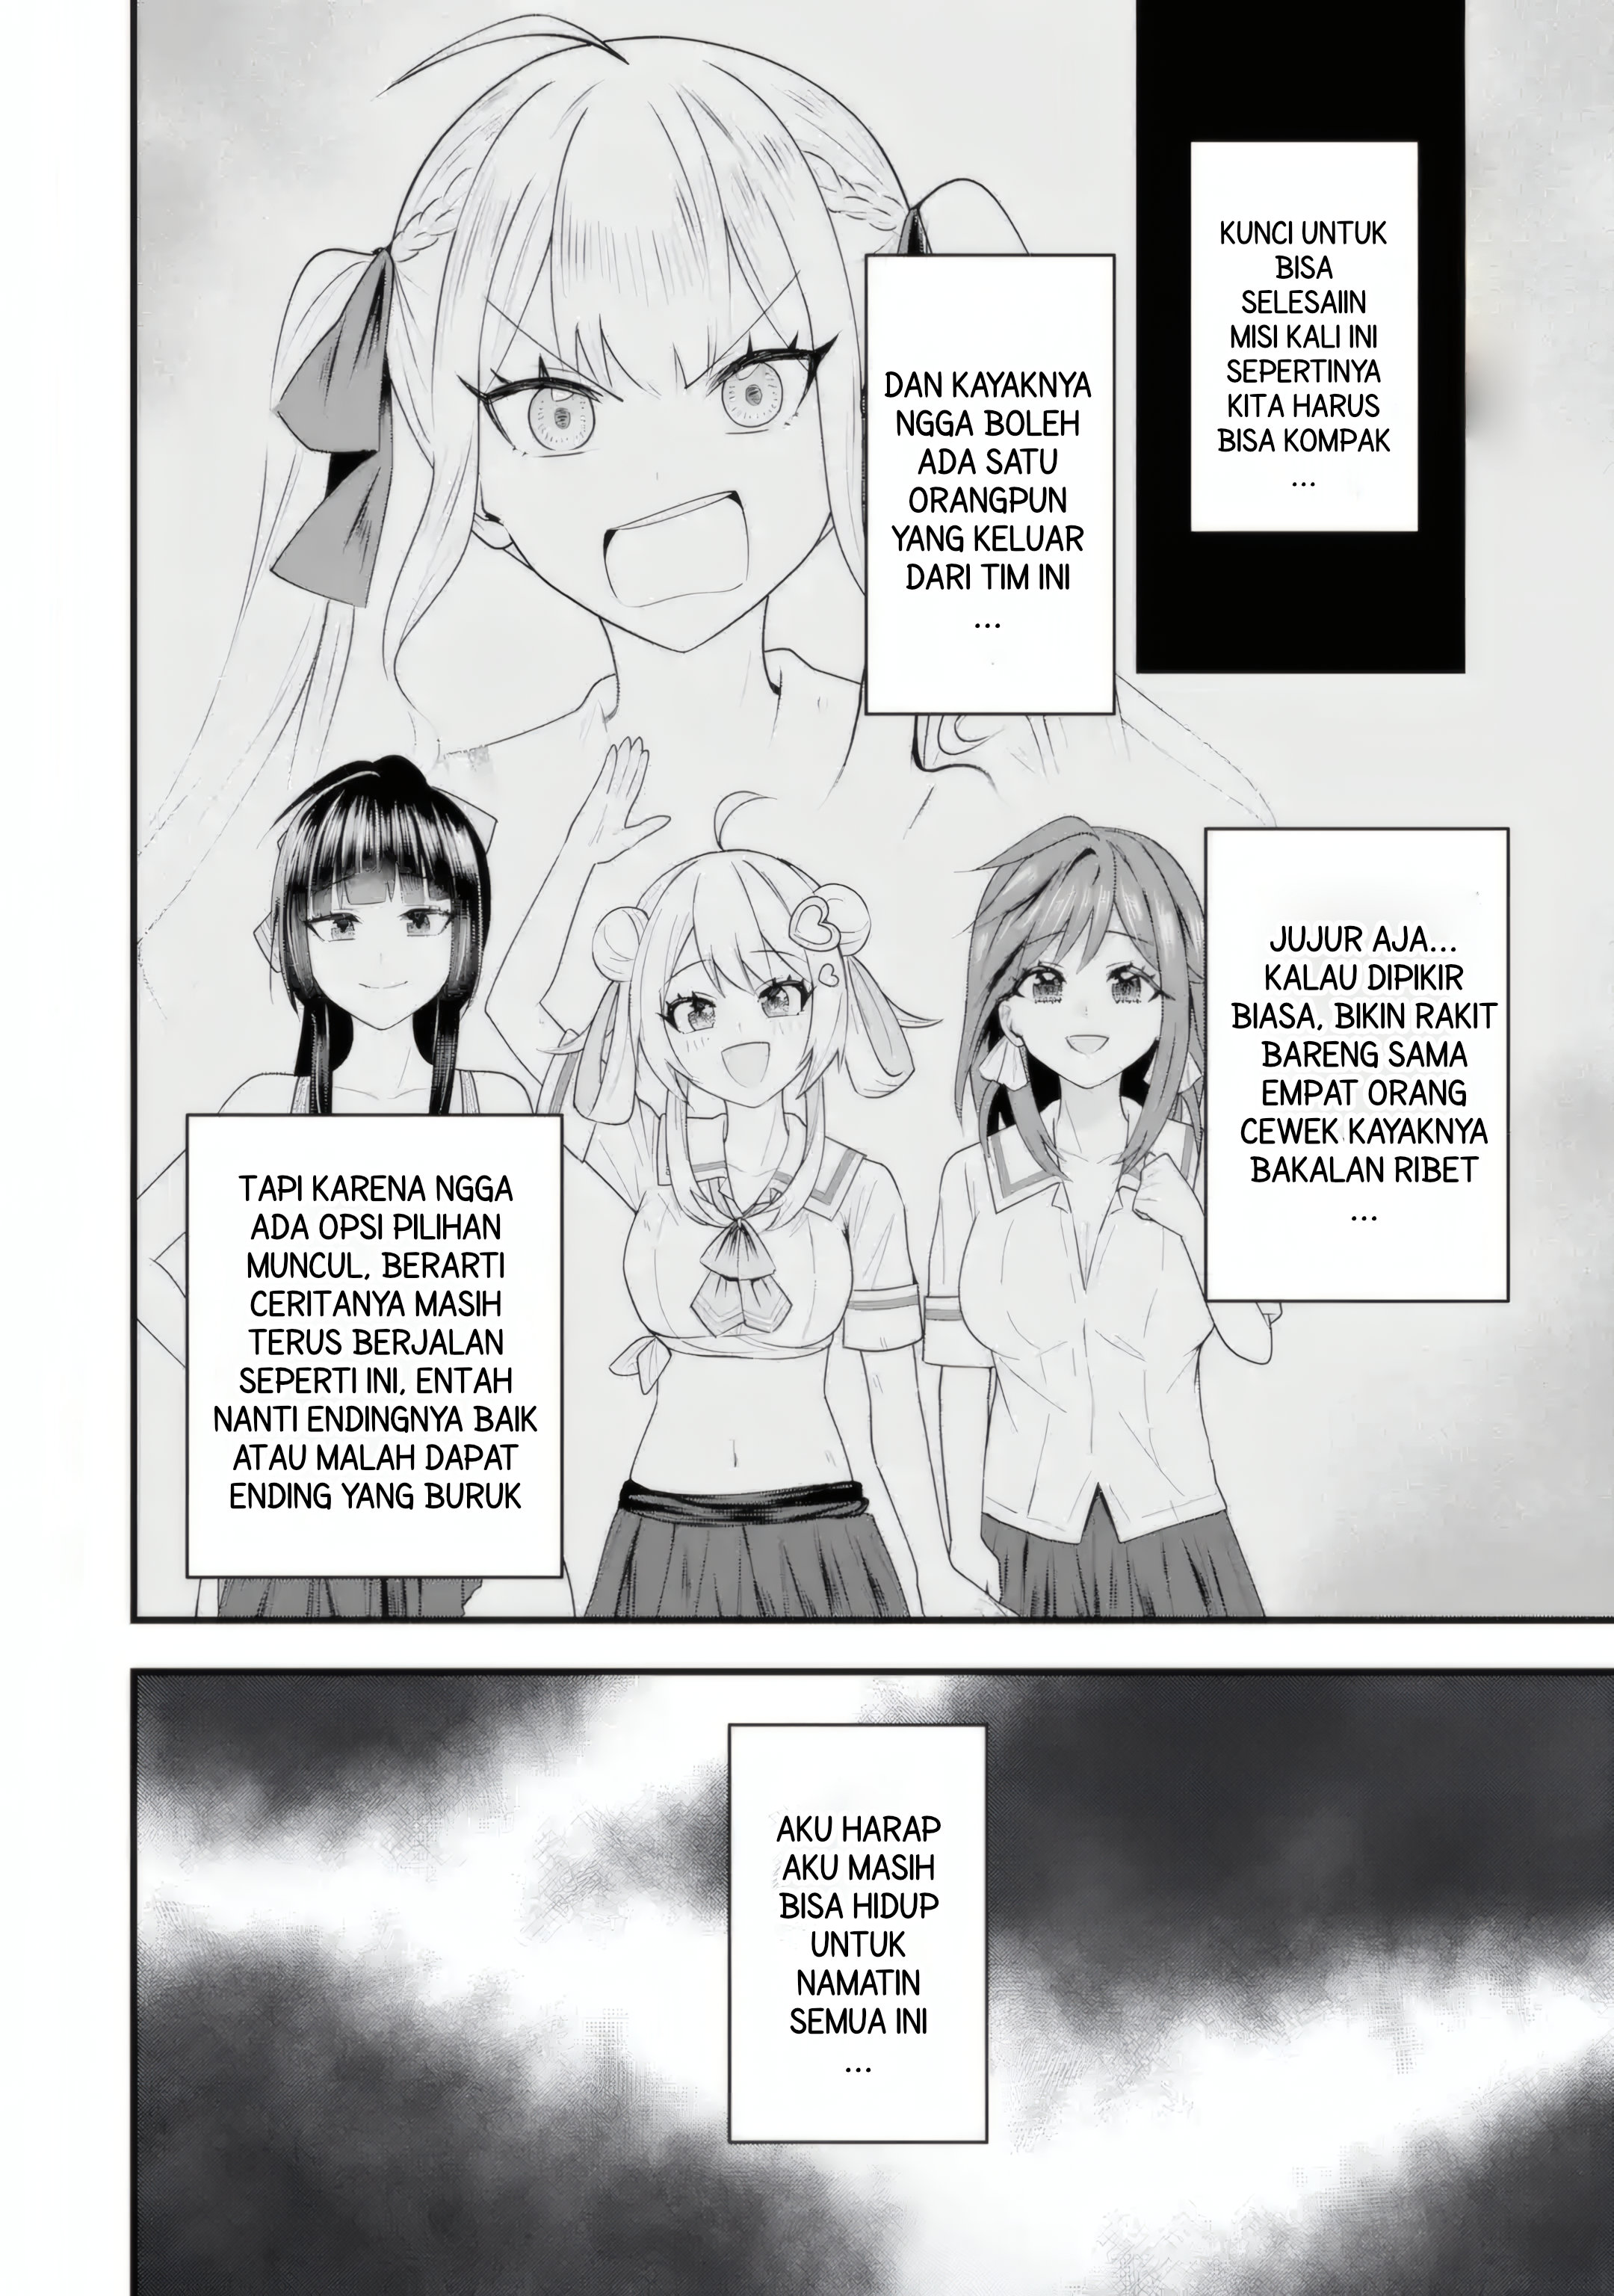 KUNCI UNTUK
BISA
SELESAIIN
MISI KALI INI
SEPERTINYA
KITA HARUS
BISA KOMPAK
...
DAN KAYAKNYA
NGGA BOLEH
ADA SATU
ORANGPUN
YANG KELUAR
DARI TIM INI
...
JUJUR AJA...
KALAU DIPIKIR
BIASA, BIKIN RAKIT
BARENG SAMA
EMPAT ORANG
CEWEK KAYAKNYA
BAKALAN RIBET
...
TAPI KARENA NGGA
ADA OPSI PILIHAN
MUNCUL, BERARTI
CERITANYA MASIH
TERUS BERJALAN
SEPERTI INI, ENTAH
NANTI ENDINGNYA BAIK
ATAU MALAH DAPAT
ENDING YANG BURUK
AKU HARAP
AKU MASIH
BISA HIDUP
UNTUK
NAMATIN
SEMUA INI
...